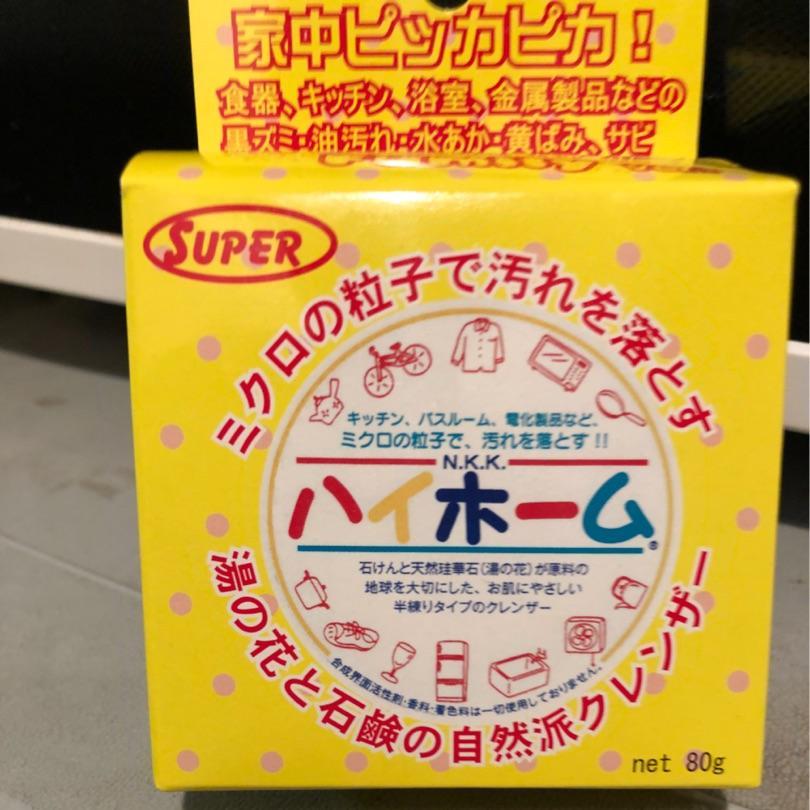 家中ピッカピカ!
食器、キッチン、浴室、金属製品などの
黒ズミ・油汚れ・水あか・黄ばみ、サビ
SUPER
ミクロの粒子で汚れを落とす
キッチン、バスルーム、電化製品など、
ミクロの粒子で、汚れを落とす!!
N.K.K.
ハイホーム®
石けんと天然珪華石(湯の花)が原料の
地球を大切にした、お肌にやさしい
半練りタイプのクレンザー
合成界面活性剤・香料・着色料は一切使用しておりません。
湯の花と石鹸の自然派クレンザー
net 80g